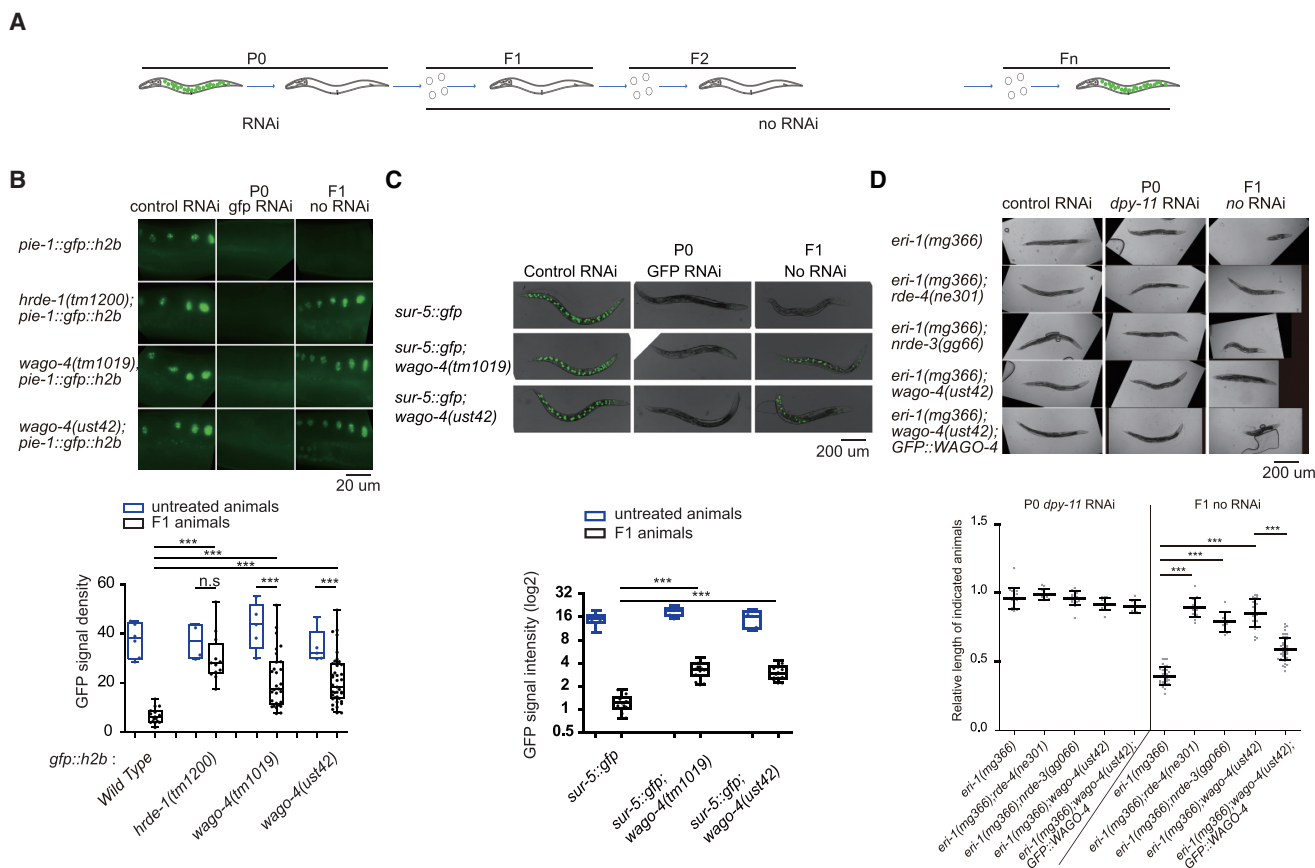 A
P0
F1
F2
Fn
RNAi
no RNAi
B
control RNAi
P0
gfp RNAi
F1
no RNAi
pie-1::gfp::h2b
hrde-1(tm1200);
pie-1::gfp::h2b
wago-4(tm1019),
pie-1::gfp::h2b
wago-4(ust42);
pie-1::gfp::h2b
20 um
untreated animals
F1 animals
***
***
***
n.s
***
***
GFP signal density
60
40
20
0
gfp::h2b :
Wild Type
hrde-1(tm1200)
wago-4(tm1019)
wago-4(ust42)
C
Control RNAi
P0
GFP RNAi
F1
No RNAi
sur-5::gfp
sur-5::gfp;
wago-4(tm1019)
sur-5::gfp;
wago-4(ust42)
200 um
untreated animals
F1 animals
***
***
GFP signal intensity (log2)
32
16
8
4
2
1
0.5
sur-5::gfp
sur-5::gfp;
wago-4(tm1019)
sur-5::gfp;
wago-4(ust42)
D
control RNAi
P0
dpy-11 RNAi
F1
no RNAi
eri-1(mg366)
eri-1(mg366);
rde-4(ne301)
eri-1(mg366);
nrde-3(gg66)
eri-1(mg366);
wago-4(ust42)
eri-1(mg366);
wago-4(ust42);
GFP::WAGO-4
200 um
P0 dpy-11 RNAi
F1 no RNAi
***
***
***
***
Relative length of indicated animals
1.5
1.0
0.5
0.0
eri-1(mg366)
eri-1(mg366);rde-4(ne301)
eri-1(mg366);nrde-3(gg066)
eri-1(mg366);wago-4(ust42)
eri-1(mg366);wago-4(ust42);
GFP::WAGO-4
eri-1(mg366)
eri-1(mg366);rde-4(ne301)
eri-1(mg366);nrde-3(gg066)
eri-1(mg366);wago-4(ust42)
eri-1(mg366);wago-4(ust42);
GFP::WAGO-4